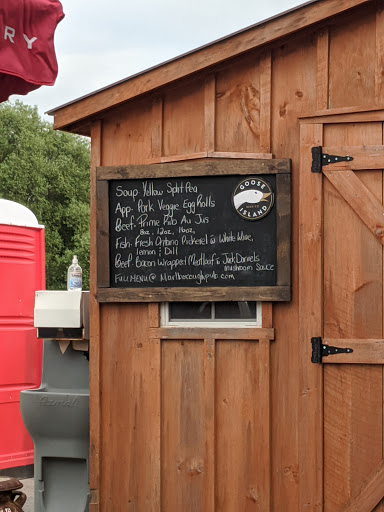 RY
Soup: Yellow Split Pea
App: Pork Veggie Egg Rolls
Beef: Prime Rib Au Jus
8oz, 12oz, 16oz,
Fish: Fresh Ontario Pickerel & White Wine,
lemon & Dill
Beef: Bacon Wrapped Meatloaf & Jack Daniels
mushroom Sauce
Full menu @ Marlboroughpub.com
GOOSE
ISLAND